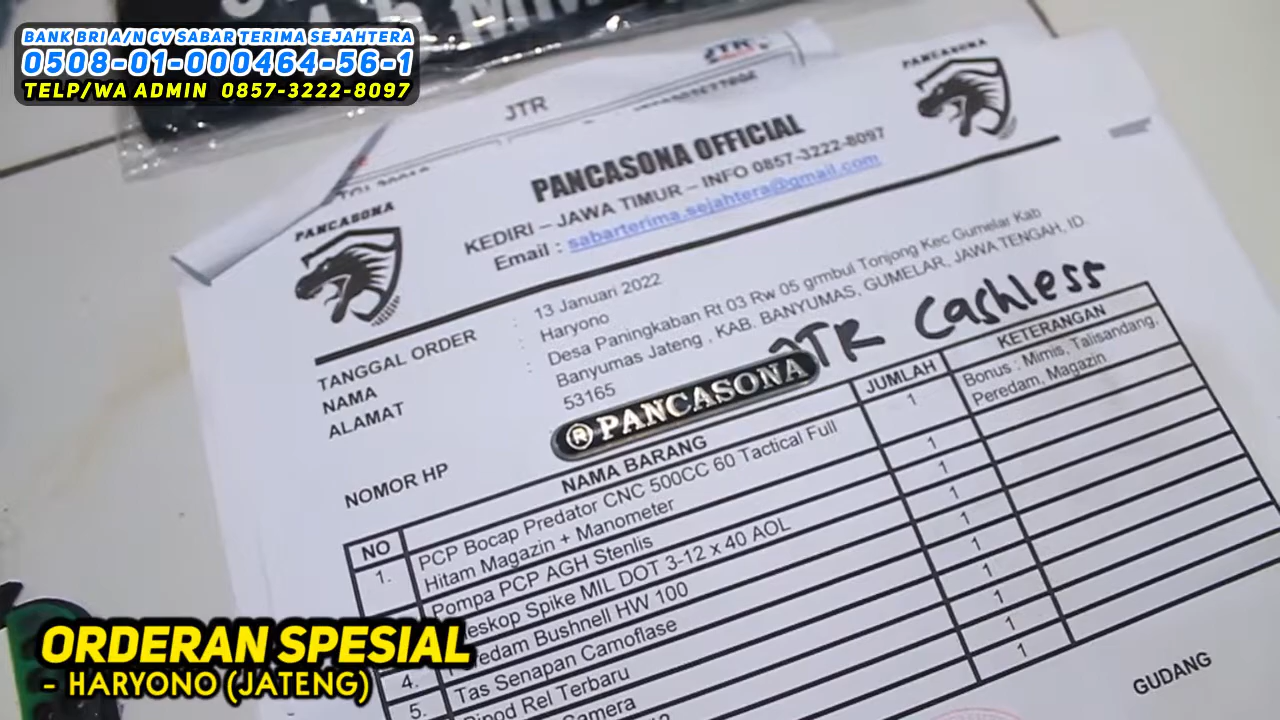 BANK BRI A/N CV SABAR TERIMA SEJAHTERA
0508-01-000464-56-1
TELP/WA ADMIN 0857-3222-8097
JTR
JTR
PANCASONA
PANCASONA OFFICIAL
KEDIRI – JAWA TIMUR – INFO 0857-3222-8097
Email : sabarterima.sejahtera@gmail.com
PANCASONA
TANGGAL ORDER : 13 Januari 2022
NAMA : Haryono
ALAMAT : Desa Paningkaban Rt 03 Rw 05 grmbul Tonjong Kec Gumelar Kab
Banyumas Jateng , KAB. BANYUMAS, GUMELAR, JAWA TENGAH, ID
53165
JTR Cashless
® PANCASONA
NOMOR HP
NO NAMA BARANG JUMLAH KETERANGAN
1. PCP Bocap Predator CNC 500CC 60 Tactical Full 1 Bonus : Mimis, Talisandang,
Hitam Magazin + Manometer Peredam, Magazin
Pompa PCP AGH Stenlis 1
leskop Spike MIL DOT 3-12 x 40 AOL 1
4. redam Bushnell HW 100 1
5. Tas Senapan Camoflase 1
Bipod Rel Terbaru 1
Camera 1
1
1
GUDANG
ORDERAN SPESIAL
- HARYONO (JATENG)